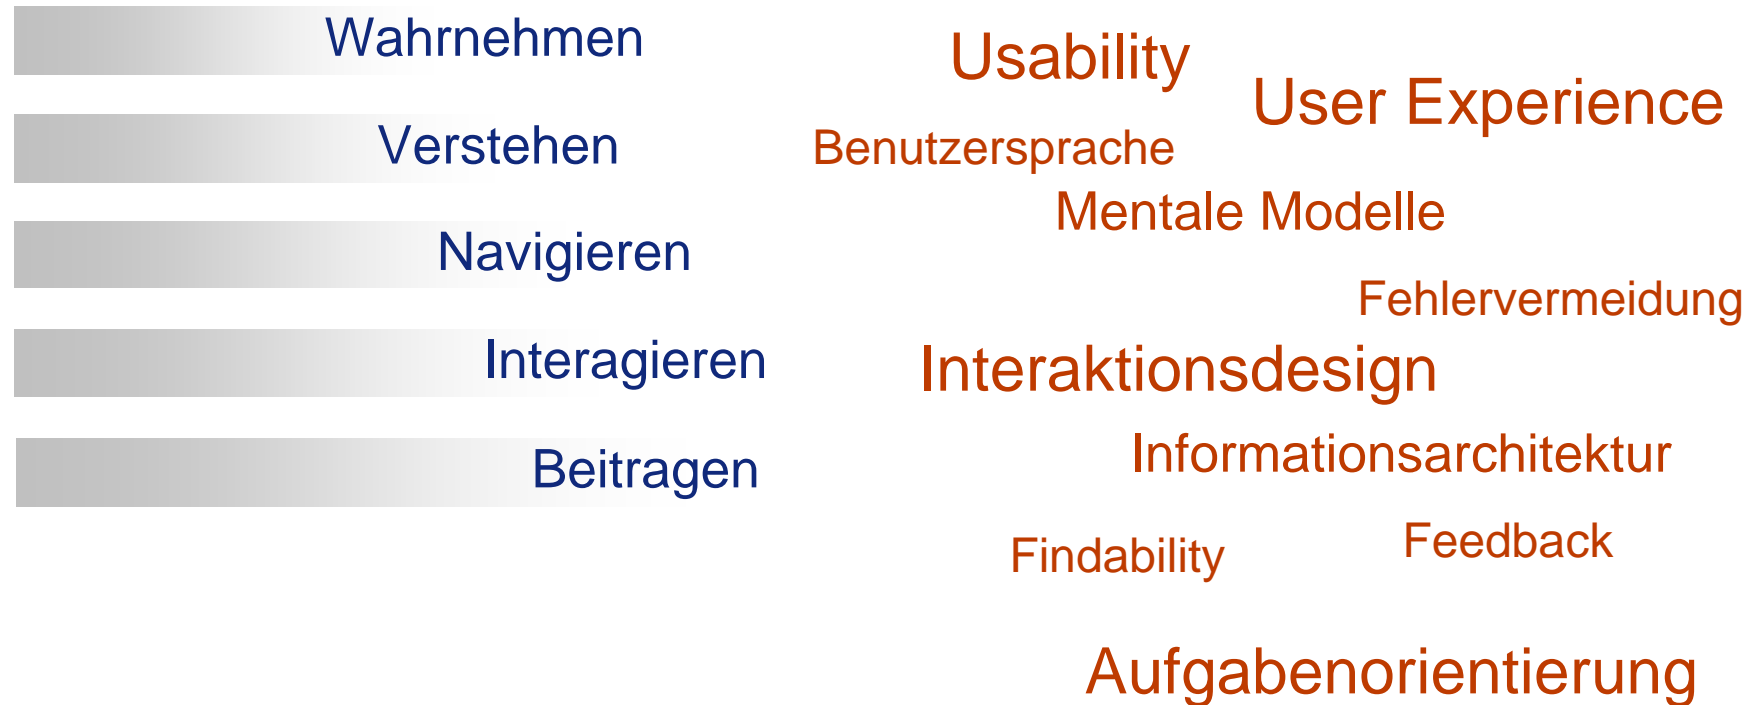 Wahrnehmen
Verstehen
Navigieren
Interagieren
Beitragen
Usability
User Experience
Benutzersprache
Mentale Modelle
Fehlervermeidung
Interaktionsdesign
Informationsarchitektur
Feedback
Findability
Aufgabenorientierung